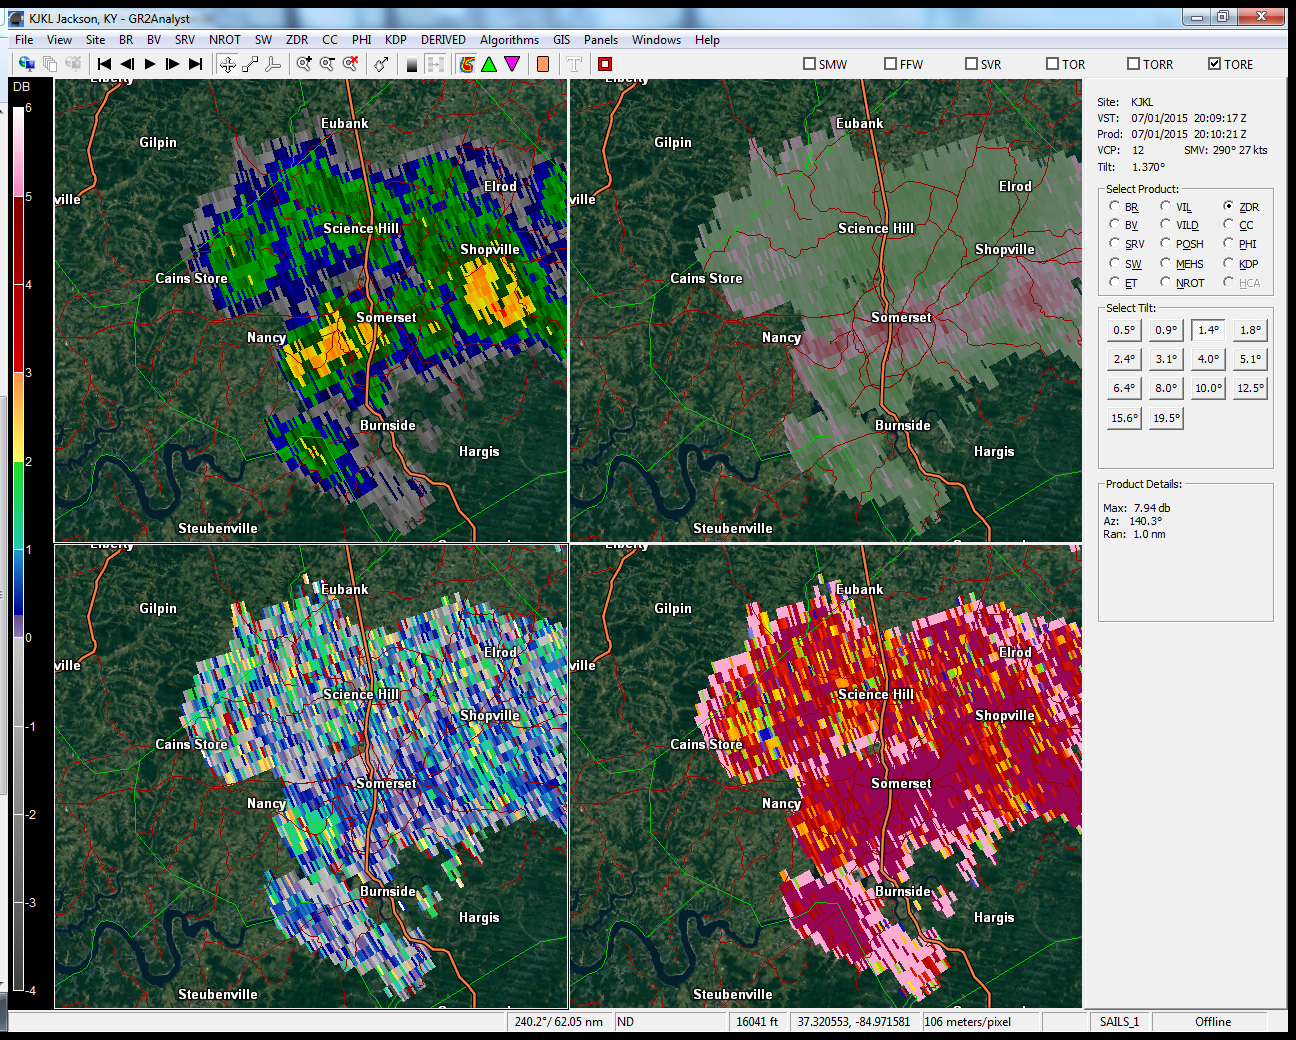 KJKL Jackson, KY - GR2Analyst
File View Site BR BV SRV NROT SW ZDR CC PHI KDP DERIVED Algorithms GIS Panels Windows Help
SMW FFW SVR TOR TORR TORE
DB
6
5
4
3
2
1
0
-1
-2
-3
-4
Liberty
Eubank
Gilpin
Elrod
ville
Science Hill
Shopville
Cains Store
Somerset
Nancy
Burnside
Hargis
Steubenville
Eubank
Gilpin
Elrod
ville
Science Hill
Shopville
Cains Store
Somerset
Nancy
Burnside
Hargis
Steubenville
Liberty
Eubank
Gilpin
Elrod
ville
Science Hill
Shopville
Cains Store
Somerset
Nancy
Burnside
Hargis
Steubenville
Liberty
Eubank
Gilpin
Elrod
ville
Science Hill
Shopville
Cains Store
Somerset
Nancy
Burnside
Hargis
Steubenville
Site: KJKL
VST: 07/01/2015 20:09:17 Z
Prod: 07/01/2015 20:10:21 Z
VCP: 12 SMV: 290° 27 kts
Tilt: 1.370°
Select Product:
BR VIL ZDR
BV VILD CC
SRV POSH PHI
SW MEHS KDP
ET NROT HCA
Select Tilt:
0.5° 0.9° 1.4° 1.8°
2.4° 3.1° 4.0° 5.1°
6.4° 8.0° 10.0° 12.5°
15.6° 19.5°
Product Details:
Max: 7.94 db
Az: 140.3°
Ran: 1.0 nm
240.2°/ 62.05 nm ND 16041 ft 37.320553, -84.971581 106 meters/pixel SAILS_1 Offline